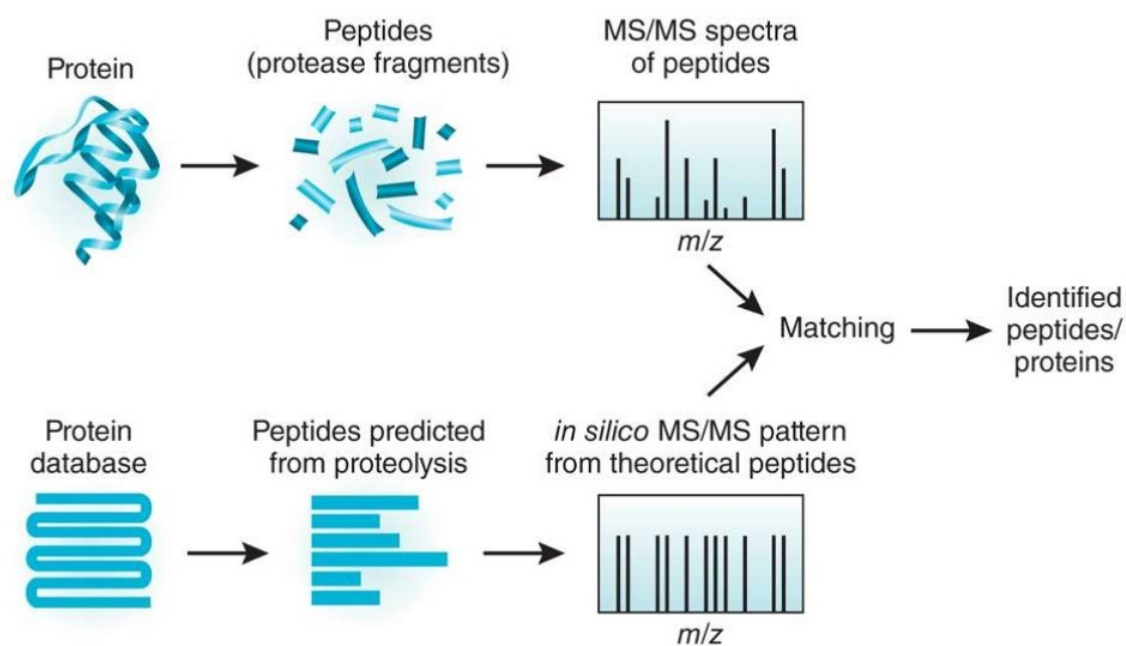 Protein
Peptides
(protease fragments)
MS/MS spectra
of peptides
m/z
Matching
Identified
peptides/
proteins
Protein
database
Peptides predicted
from proteolysis
in silico MS/MS pattern
from theoretical peptides
m/z